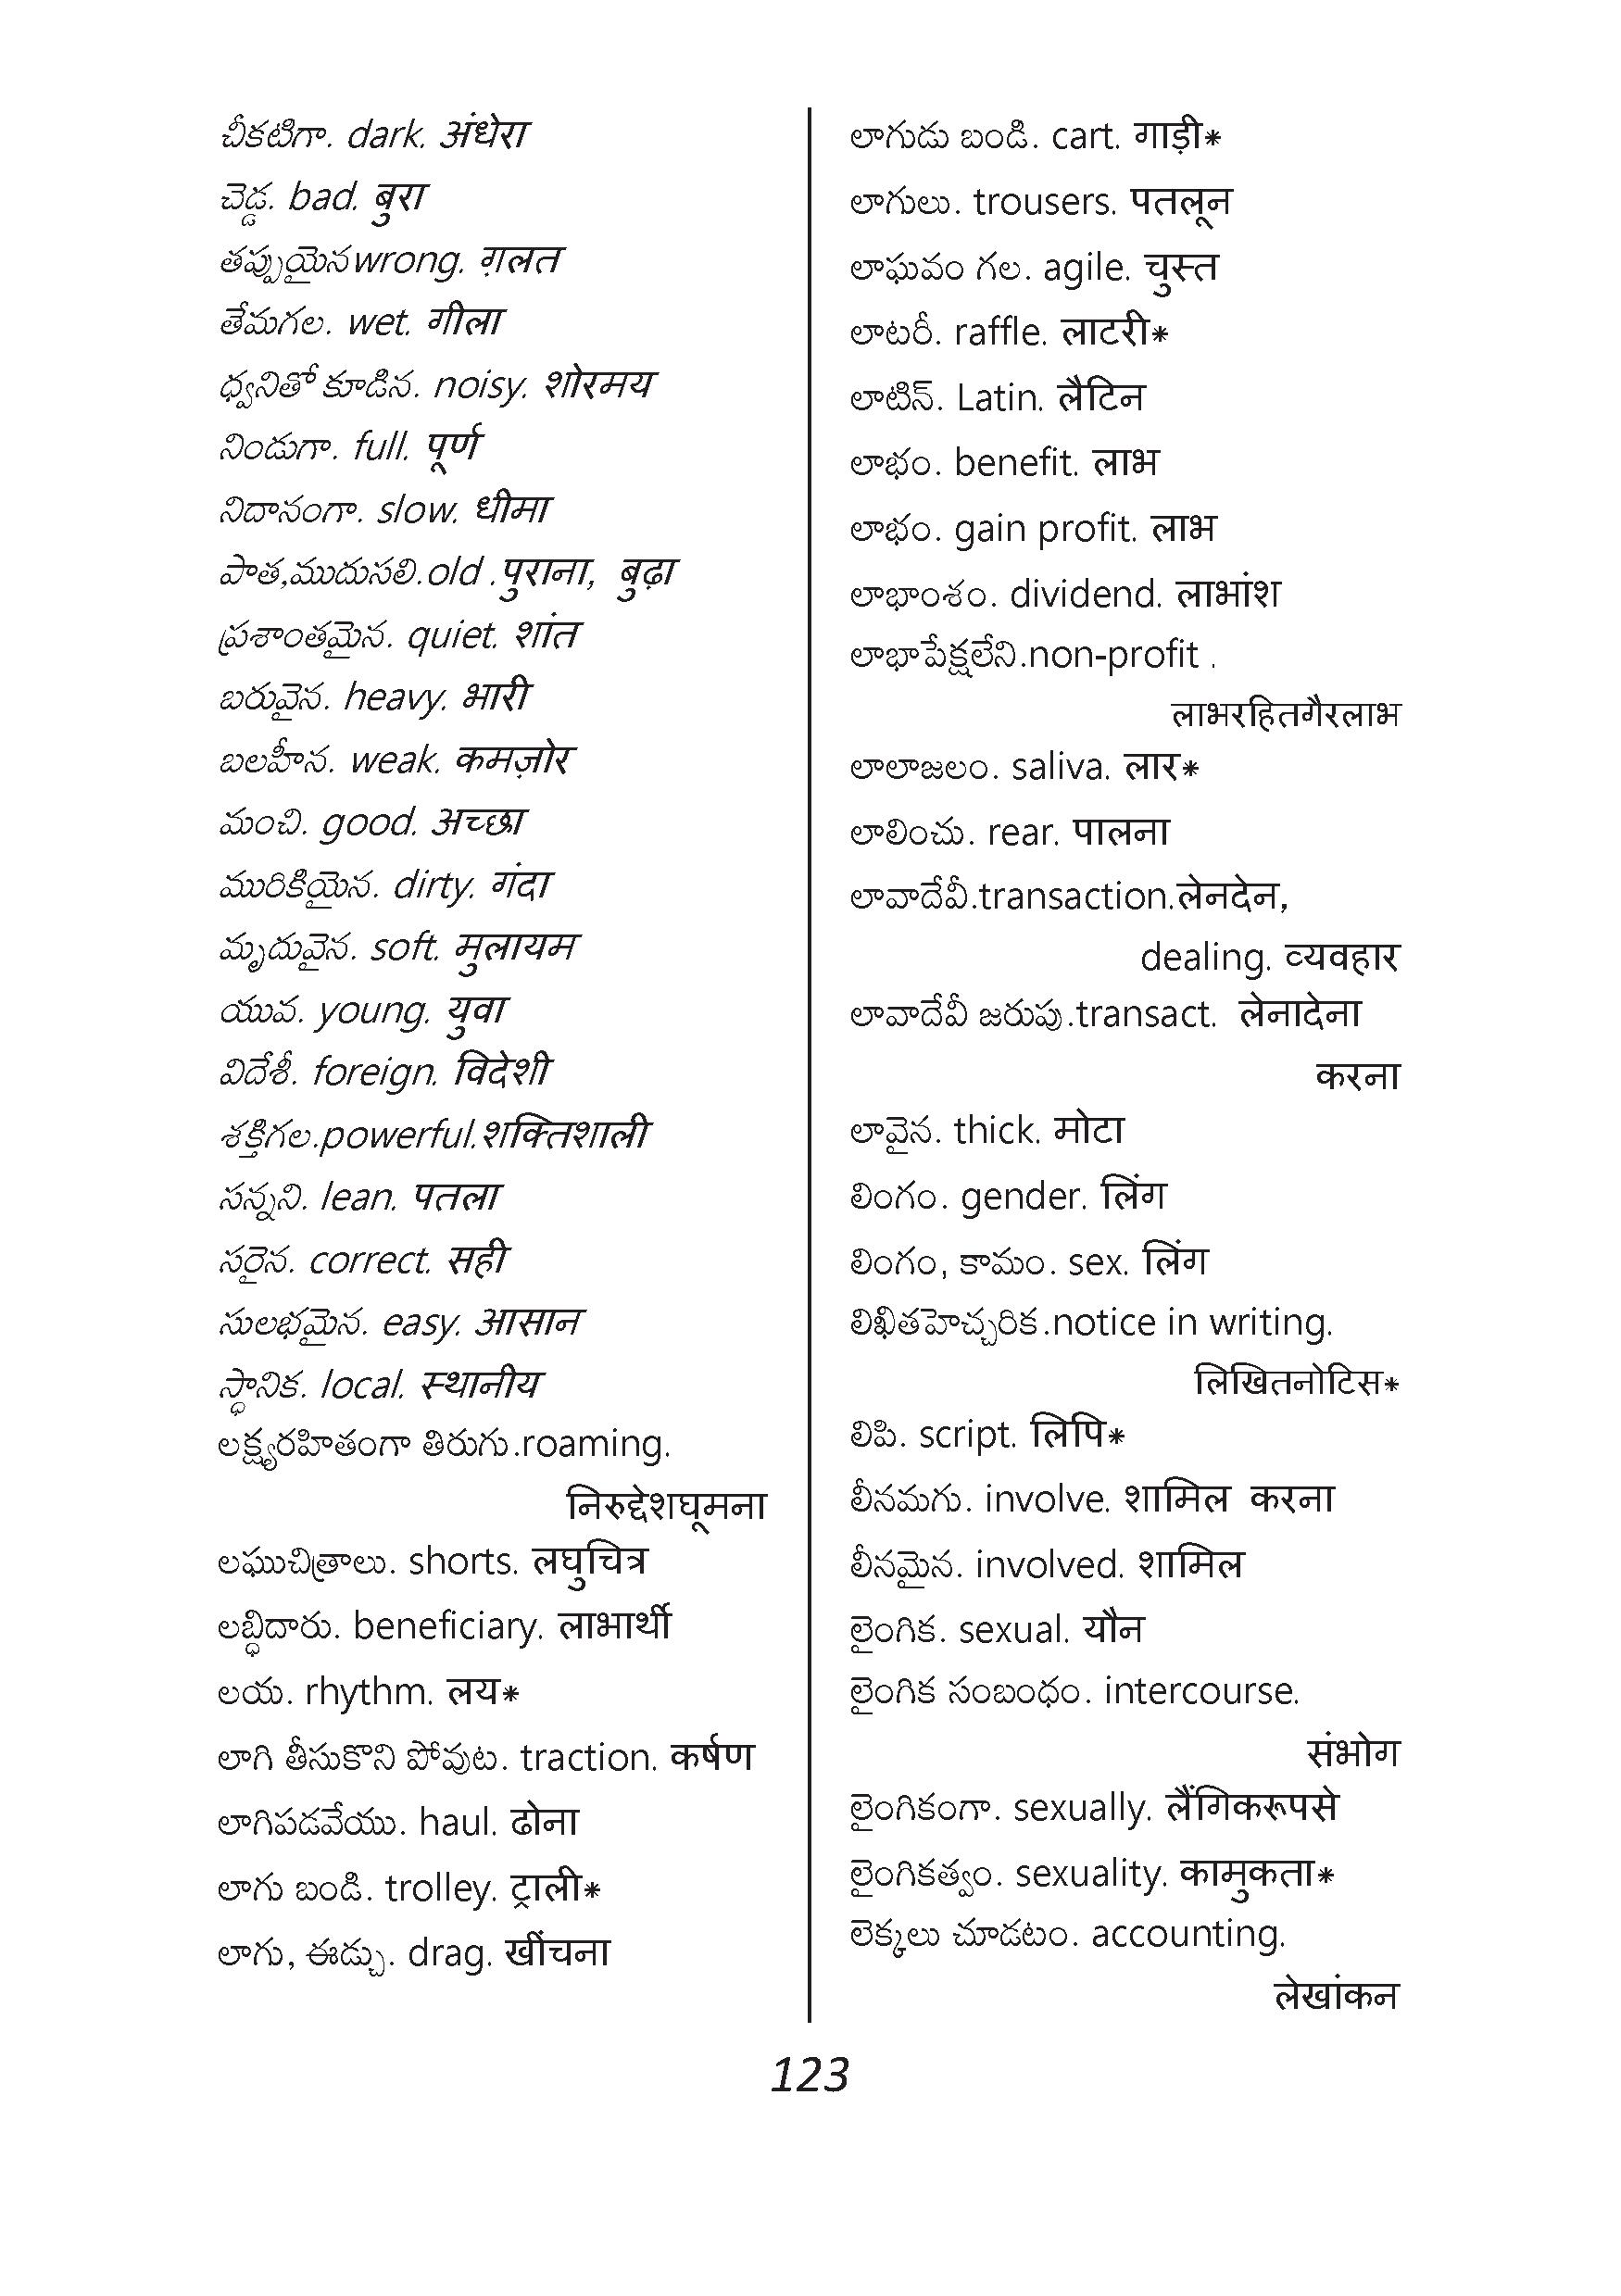 చీకటిగా. dark. अंधेरा
చెడ్డ. bad. बुरा
తప్పుయైనwrong. ग़लत
తేమగల. wet. गीला
ధ్వనితో కూడిన. noisy. शोरमय
నిండుగా. full. पूर्ण
నిదానంగా. slow. धीमा
పాత,ముదుసలి.old .पुराना, बुढ़ा
ప్రశాంతమైన. quiet. शांत
బరువైన. heavy. भारी
బలహీన. weak. कमज़ोर
మంచి. good. अच्छा
మురికియైన. dirty. गंदा
మృదువైన. soft. मुलायम
యువ. young. युवा
విదేశీ. foreign. विदेशी
శక్తిగల.powerful.शक्तिशाली
సన్నని. lean. पतला
సరైన. correct. सही
సులభమైన. easy. आसान
స్థానిక. local. स्थानीय
లక్ష్యరహితంగా తిరుగు.roaming.
निरुद्देशघूमना
లఘుచిత్రాలు. shorts. लघुचित्र
లబ్ధిదారు. beneficiary. लाभार्थी
లయ. rhythm. लय*
లాగి తీసుకొని పోవుట. traction. कर्षण
లాగిపడవేయు. haul. ढोना
లాగు బండి. trolley. ट्राली*
లాగు, ఈడ్చు. drag. खींचना
లాగుడు బండి. cart. गाड़ी*
లాగులు. trousers. पतलून
లాఘవం గల. agile. चुस्त
లాటరీ. raffle. लाटरी*
లాటిన్. Latin. लैटिन
లాభం. benefit. लाभ
లాభం. gain profit. लाभ
లాభాంశం. dividend. लाभांश
లాభాపేక్షలేని.non-profit .
लाभरहितगैरलाभ
లాలాజలం. saliva. लार*
లాలించు. rear. पालना
లావాదేవీ.transaction.लेनदेन,
dealing. व्यवहार
లావాదేవీ జరుపు.transact. लेनादेना
करना
లావైన. thick. मोटा
లింగం. gender. लिंग
లింగం, కామం. sex. लिंग
లిఖితహెచ్చరిక.notice in writing.
लिखितनोटिस*
లిపి. script. लिपि*
లీనమగు. involve. शामिल करना
లీనమైన. involved. शामिल
లైంగిక. sexual. यौन
లైంగిక సంబంధం. intercourse.
संभोग
లైంగికంగా. sexually. लैंगिकरूपसे
లైంగికత్వం. sexuality. कामुकता*
లెక్కలు చూడటం. accounting.
लेखांकन
123